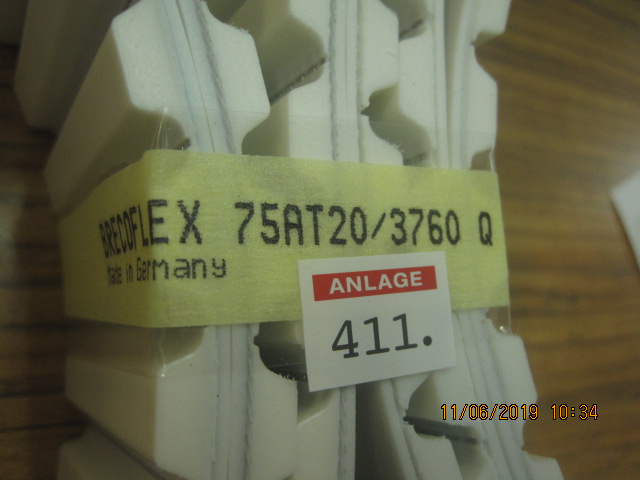 BRECOFLEX 75AT20/3760 Q
Made in Germany
ANLAGE
411.
11/06/2019 10:34